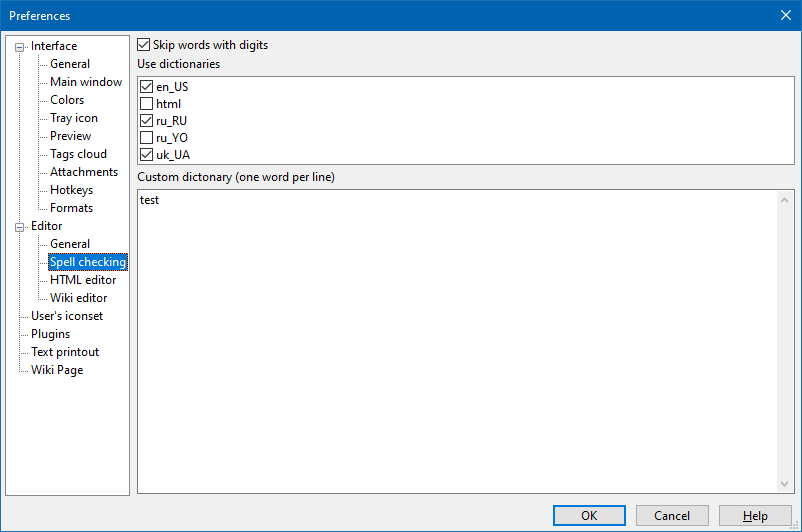 Preferences
Interface
General
Main window
Colors
Tray icon
Preview
Tags cloud
Attachments
Hotkeys
Formats
Editor
General
Spell checking
HTML editor
Wiki editor
User's iconset
Plugins
Text printout
Wiki Page
Skip words with digits
Use dictionaries
en_US
html
ru_RU
ru_YO
uk_UA
Custom dictonary (one word per line)
test
OK
Cancel
Help